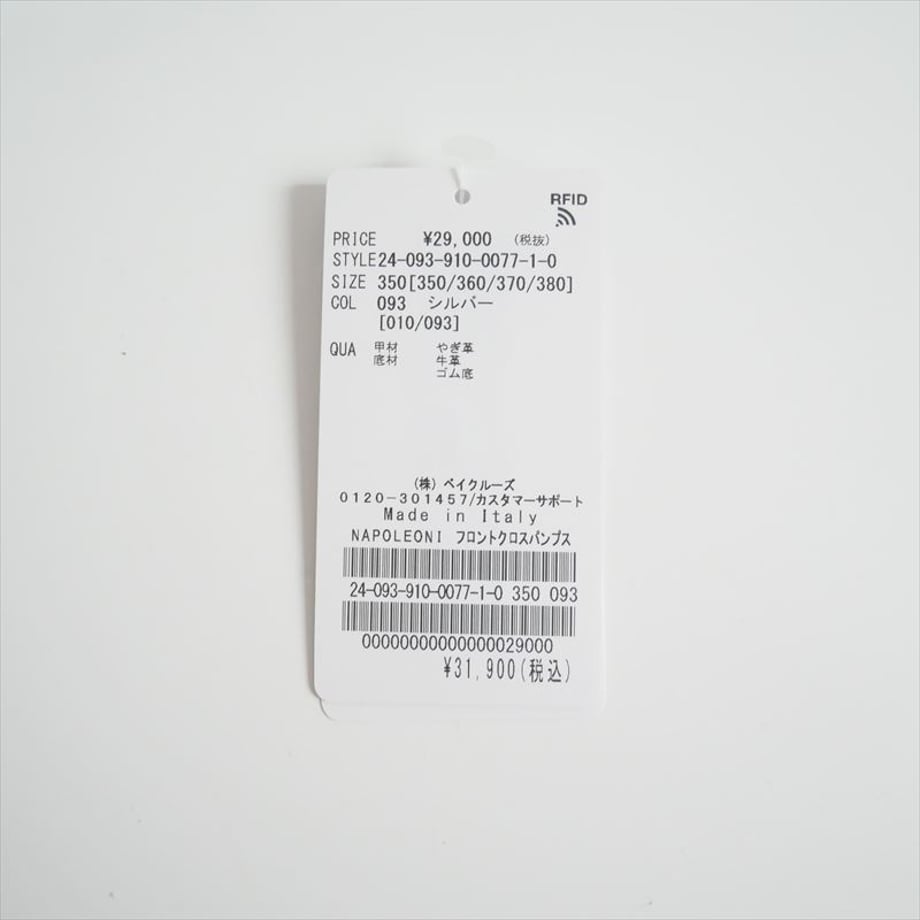 RFID
PRICE ¥29,000 (税抜)
STYLE24-093-910-0077-1-0
SIZE 350[350/360/370/380]
COL 093 シルバー
[010/093]
QUA 甲材 やぎ革
底材 牛革
ゴム底
(株) ベイクルーズ
0120-301457/カスタマーサポート
Made in Italy
NAPOLEONI フロントクロスパンプス
24-093-910-0077-1-0 350 093
00000000000000029000
¥31,900(税込)